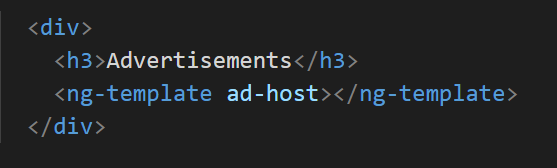 <div>
<h3>Advertisements</h3>
<ng-template ad-host></ng-template>
</div>